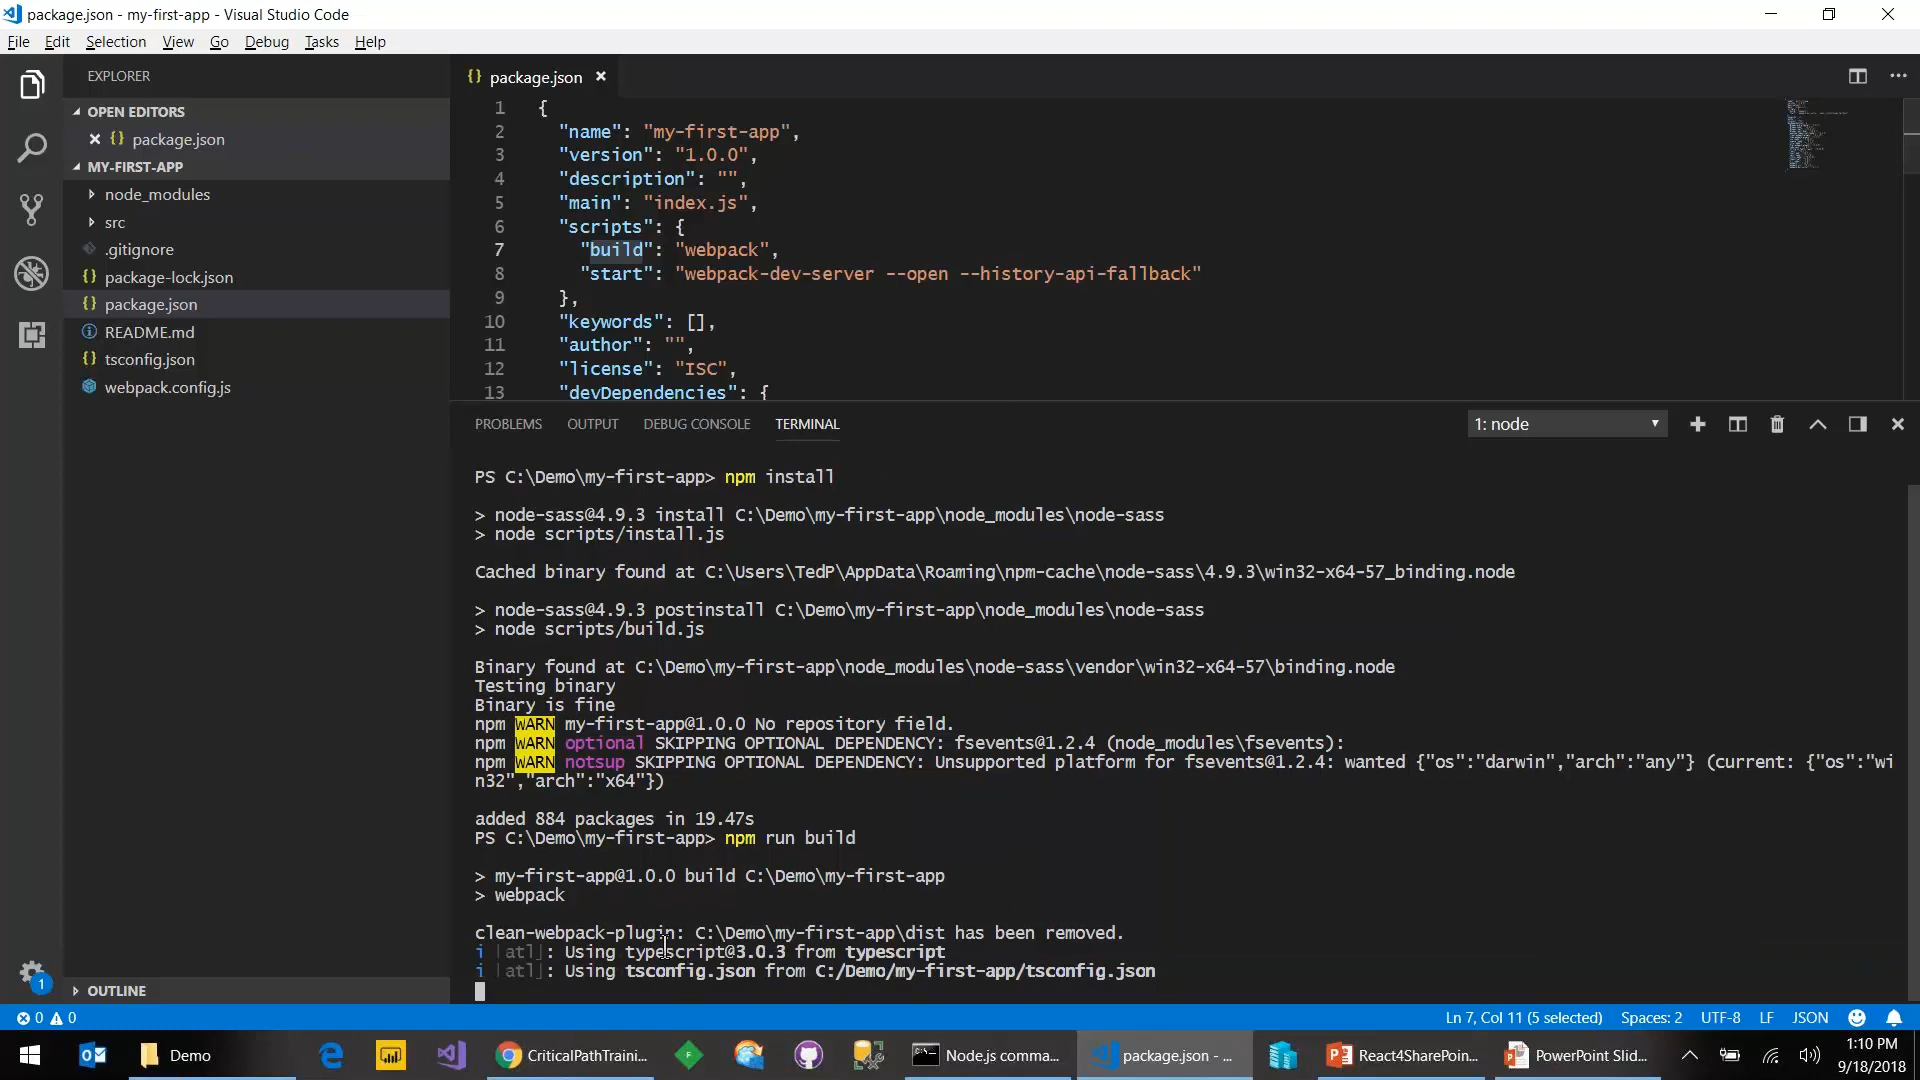 package.json - my-first-app - Visual Studio Code
File Edit Selection View Go Debug Tasks Help
EXPLORER
OPEN EDITORS
package.json
MY-FIRST-APP
node_modules
src
.gitignore
package-lock.json
package.json
README.md
tsconfig.json
webpack.config.js
OUTLINE
package.json
1 {
2 "name": "my-first-app",
3 "version": "1.0.0",
4 "description": "",
5 "main": "index.js",
6 "scripts": {
7 "build": "webpack",
8 "start": "webpack-dev-server --open --history-api-fallback"
9 },
10 "keywords": [],
11 "author": "",
12 "license": "ISC",
13 "devDependencies": {
PROBLEMS OUTPUT DEBUG CONSOLE TERMINAL 1: node
PS C:\Demo\my-first-app> npm install
> node-sass@4.9.3 install C:\Demo\my-first-app\node_modules\node-sass
> node scripts/install.js
Cached binary found at C:\Users\TedP\AppData\Roaming\npm-cache\node-sass\4.9.3\win32-x64-57_binding.node
> node-sass@4.9.3 postinstall C:\Demo\my-first-app\node_modules\node-sass
> node scripts/build.js
Binary found at C:\Demo\my-first-app\node_modules\node-sass\vendor\win32-x64-57\binding.node
Testing binary
Binary is fine
npm WARN my-first-app@1.0.0 No repository field.
npm WARN optional SKIPPING OPTIONAL DEPENDENCY: fsevents@1.2.4 (node_modules\fsevents):
npm WARN notsup SKIPPING OPTIONAL DEPENDENCY: Unsupported platform for fsevents@1.2.4: wanted {"os":"darwin","arch":"any"} (current: {"os":"wi
n32","arch":"x64"})
added 884 packages in 19.47s
PS C:\Demo\my-first-app> npm run build
> my-first-app@1.0.0 build C:\Demo\my-first-app
> webpack
clean-webpack-plugin: C:\Demo\my-first-app\dist has been removed.
i ｢atl｣: Using typescript@3.0.3 from typescript
i ｢atl｣: Using tsconfig.json from C:/Demo/my-first-app/tsconfig.json
1
0 0 Ln 7, Col 11 (5 selected) Spaces: 2 UTF-8 LF JSON
Demo CriticalPathTraini... Node.js comma... package.json - ... React4SharePoin... PowerPoint Slid... 1:10 PM
9/18/2018